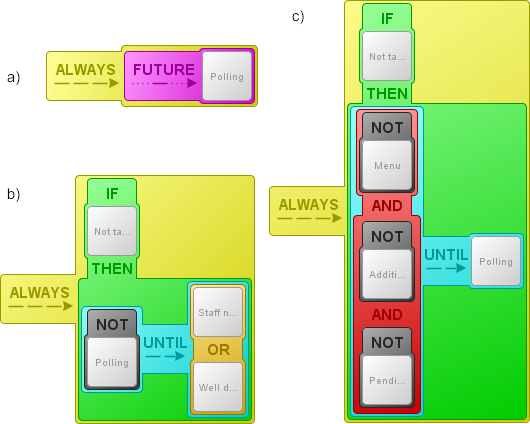 a)
ALWAYS
FUTURE
Polling
b)
IF
Not ta...
THEN
ALWAYS
NOT
Polling
UNTIL
Staff n...
OR
Well d...
c)
IF
Not ta...
THEN
ALWAYS
NOT
Menu
AND
NOT
Additi...
UNTIL
Polling
AND
NOT
Pendi...